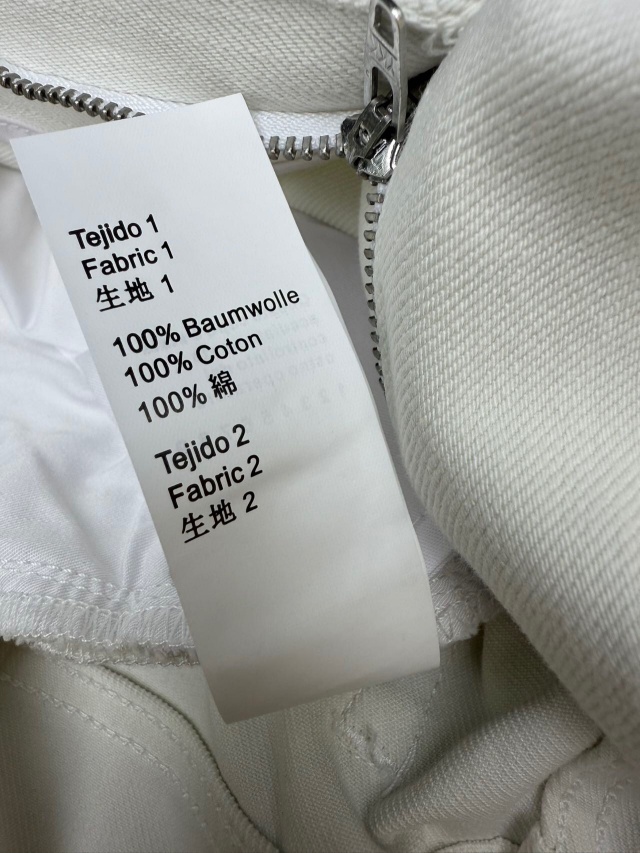 Tejido 1
Fabric 1
生地 1
100% Baumwolle
100% Coton
100% 綿
Tejido 2
Fabric 2
生地 2